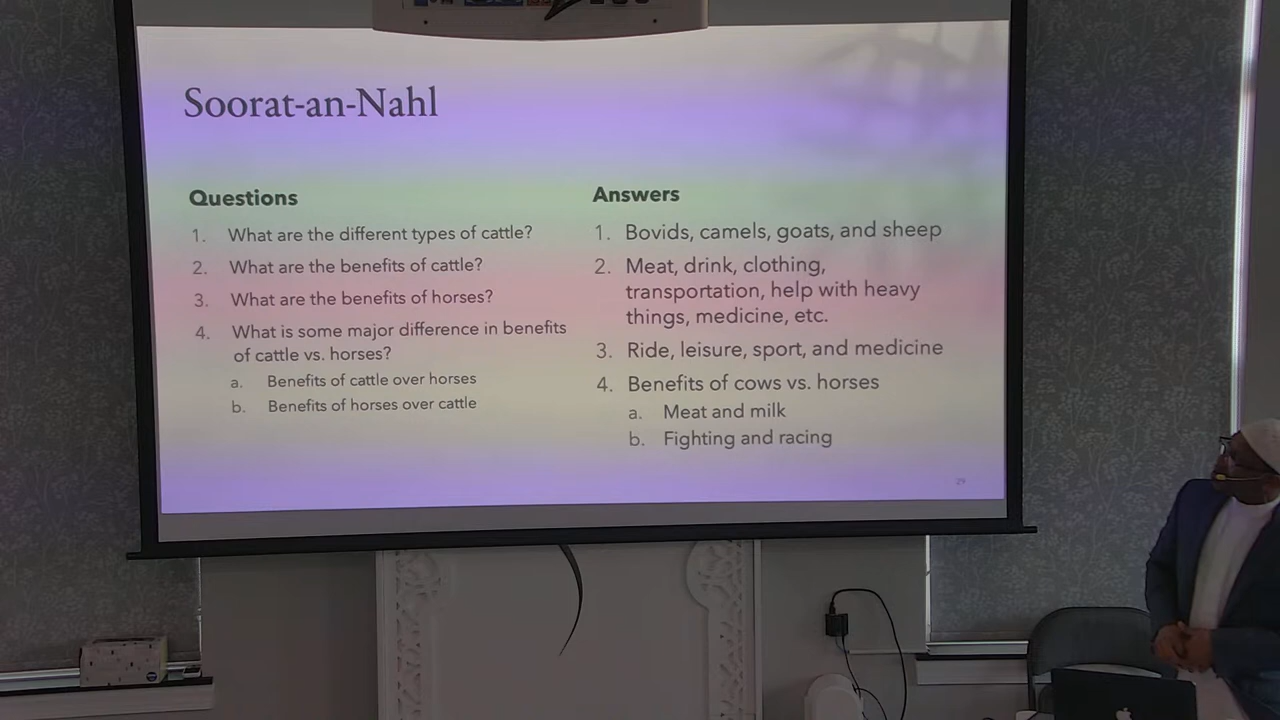 Soorat-an-Nahl
Questions
1. What are the different types of cattle?
2. What are the benefits of cattle?
3. What are the benefits of horses?
4. What is some major difference in benefits
of cattle vs. horses?
a. Benefits of cattle over horses
b. Benefits of horses over cattle
Answers
1. Bovids, camels, goats, and sheep
2. Meat, drink, clothing,
transportation, help with heavy
things, medicine, etc.
3. Ride, leisure, sport, and medicine
4. Benefits of cows vs. horses
a. Meat and milk
b. Fighting and racing